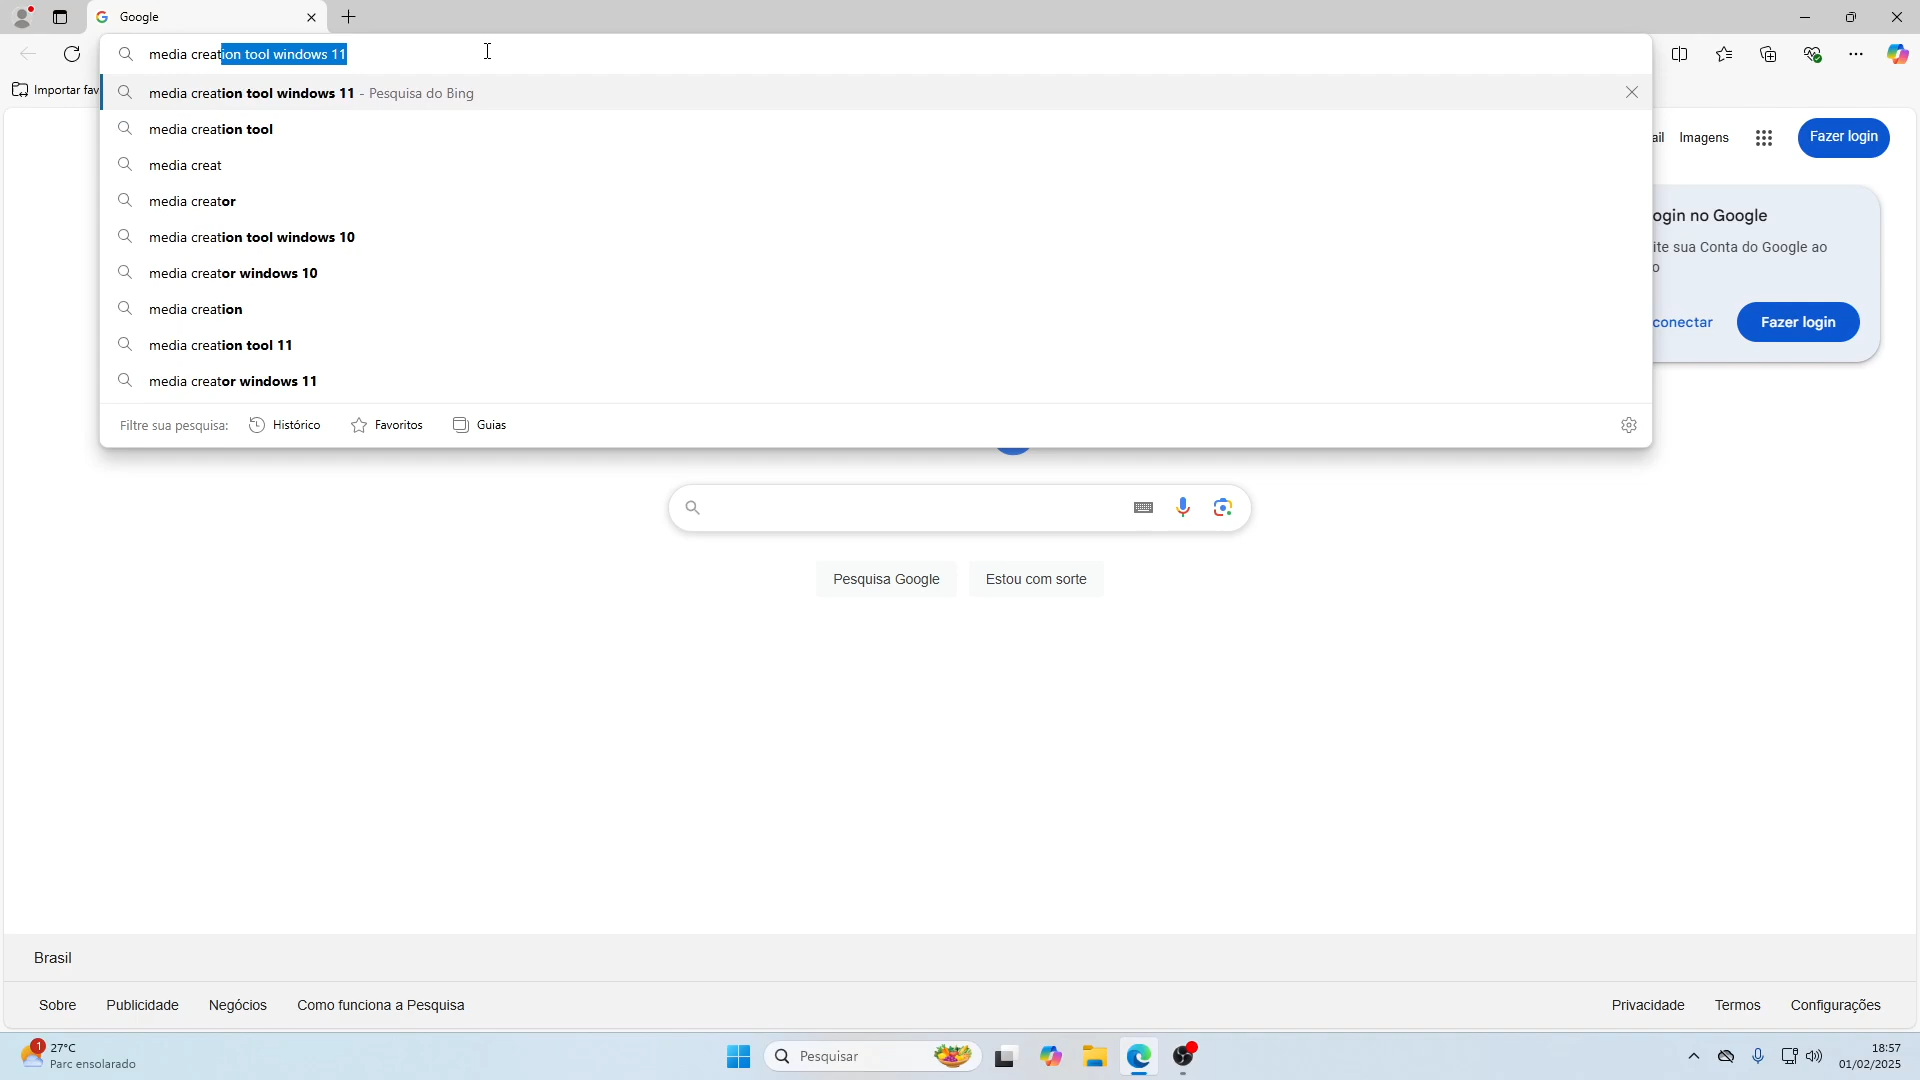 Google
media creation tool windows 11
Importar fav
media creation tool windows 11 - Pesquisa do Bing
media creation tool
media creat
media creator
media creation tool windows 10
media creator windows 10
media creation
media creation tool 11
media creator windows 11
Filtre sua pesquisa: Histórico Favoritos Guias
ail Imagens Fazer login
ogin no Google
ite sua Conta do Google ao
o
conectar Fazer login
Pesquisa Google Estou com sorte
Brasil
Sobre Publicidade Negócios Como funciona a Pesquisa Privacidade Termos Configurações
1 27°C
Parc ensolarado
Pesquisar
18:57
01/02/2025